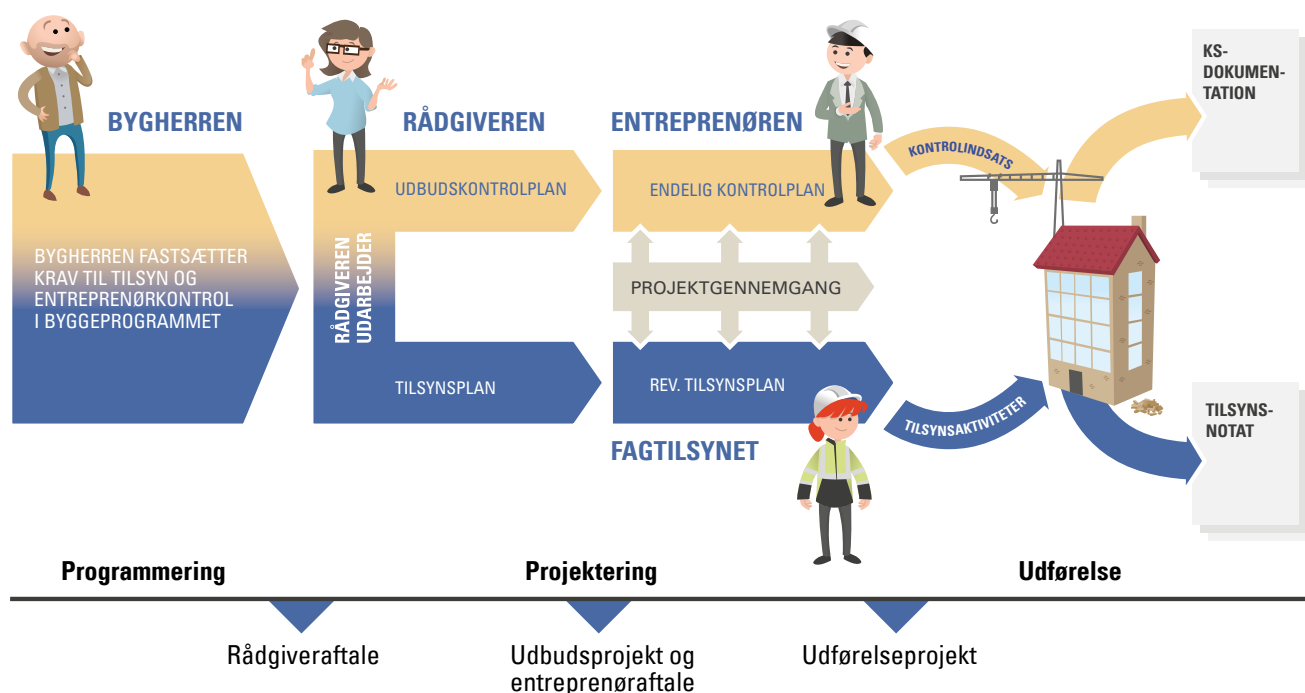 BYGHERREN
RÅDGIVEREN
ENTREPRENØREN
KONTROLINDSATS
KS-
DOKUMEN-
TATION
BYGHERREN FASTSÆTTER
KRAV TIL TILSYN OG
ENTREPRENØRKONTROL
I BYGGEPROGRAMMET
RÅDGIVEREN
UDARBEJDER
UDBUDSKONTROLPLAN
ENDELIG KONTROLPLAN
PROJEKTGENNEMGANG
TILSYNSPLAN
REV. TILSYNSPLAN
FAGTILSYNET
TILSYNSAKTIVITETER
TILSYNS-
NOTAT
Programmering
Projektering
Udførelse
Rådgiveraftale
Udbudsprojekt og
entreprenøraftale
Udførelseprojekt